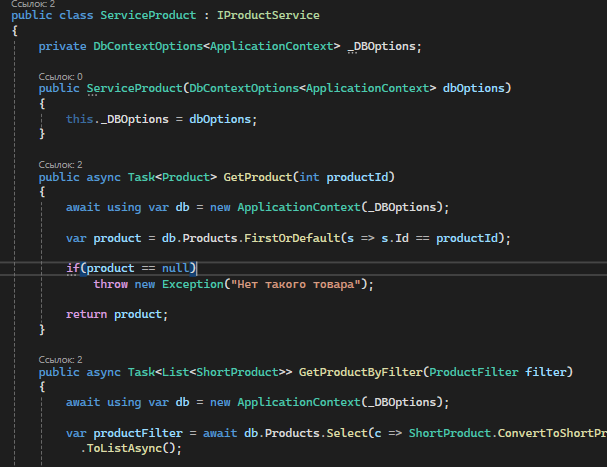 Ссылок: 2
public class ServiceProduct : IProductService
{
private DbContextOptions<ApplicationContext> _DBOptions;
Ссылок: 0
public ServiceProduct(DbContextOptions<ApplicationContext> dbOptions)
{
this._DBOptions = dbOptions;
}
Ссылок: 2
public async Task<Product> GetProduct(int productId)
{
await using var db = new ApplicationContext(_DBOptions);
var product = db.Products.FirstOrDefault(s => s.Id == productId);
if(product == null)
throw new Exception("Нет такого товара");
return product;
}
Ссылок: 2
public async Task<List<ShortProduct>> GetProductByFilter(ProductFilter filter)
{
await using var db = new ApplicationContext(_DBOptions);
var productFilter = await db.Products.Select(c => ShortProduct.ConvertToShortPr
.ToListAsync();